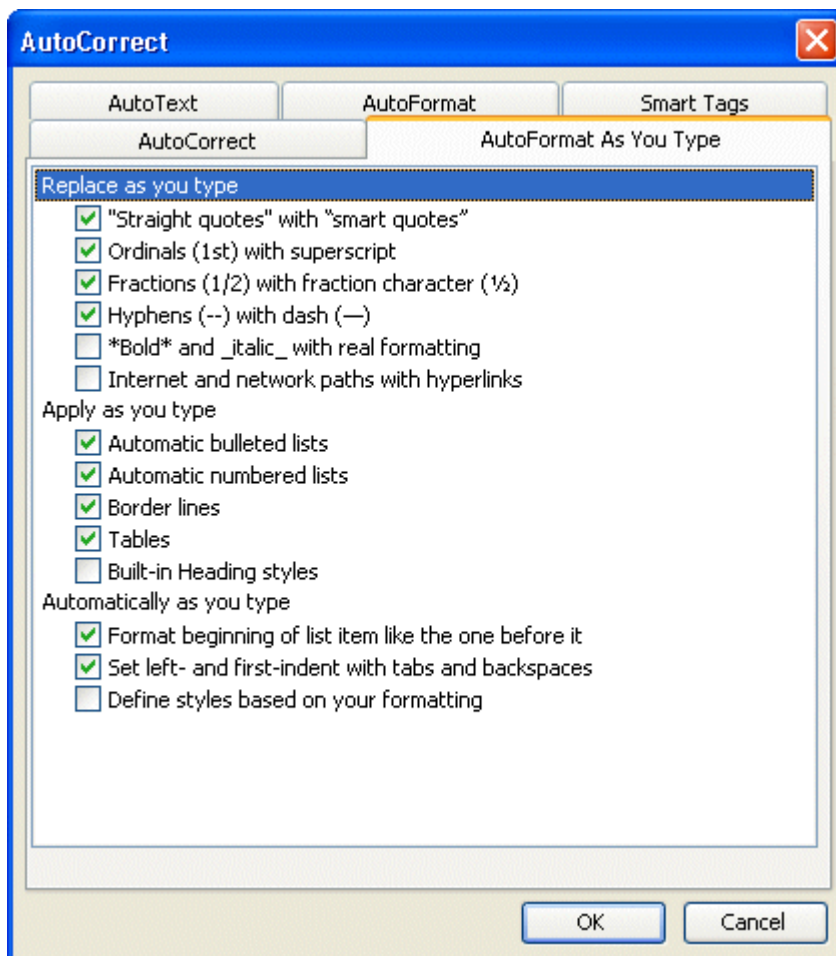 AutoCorrect
AutoText AutoFormat Smart Tags
AutoCorrect AutoFormat As You Type
Replace as you type
"Straight quotes" with “smart quotes”
Ordinals (1st) with superscript
Fractions (1/2) with fraction character (½)
Hyphens (--) with dash (—)
*Bold* and _italic_ with real formatting
Internet and network paths with hyperlinks
Apply as you type
Automatic bulleted lists
Automatic numbered lists
Border lines
Tables
Built-in Heading styles
Automatically as you type
Format beginning of list item like the one before it
Set left- and first-indent with tabs and backspaces
Define styles based on your formatting
OK Cancel